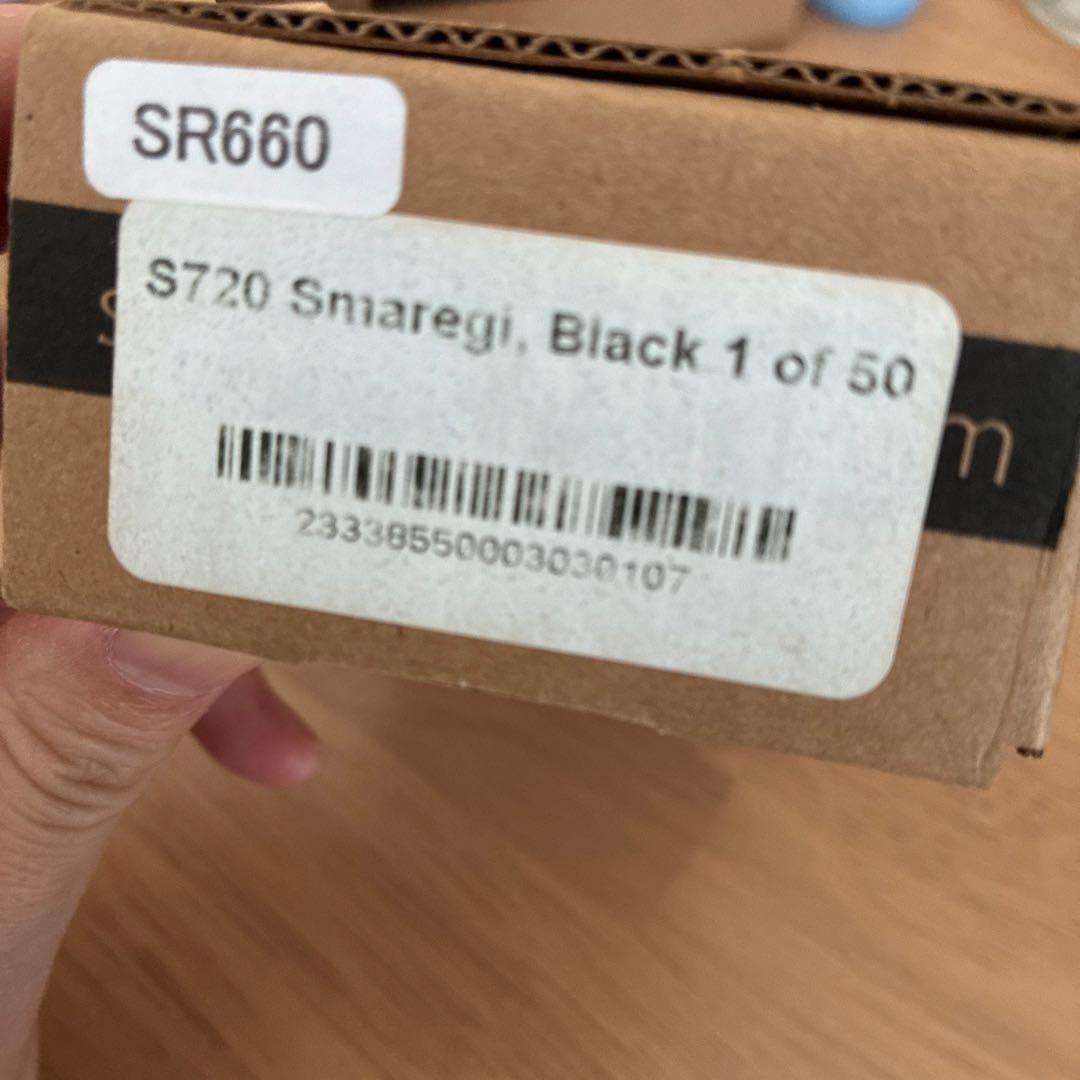 SR660
S720 Smaregi, Black 1 of 50
23338550003030107
s
m